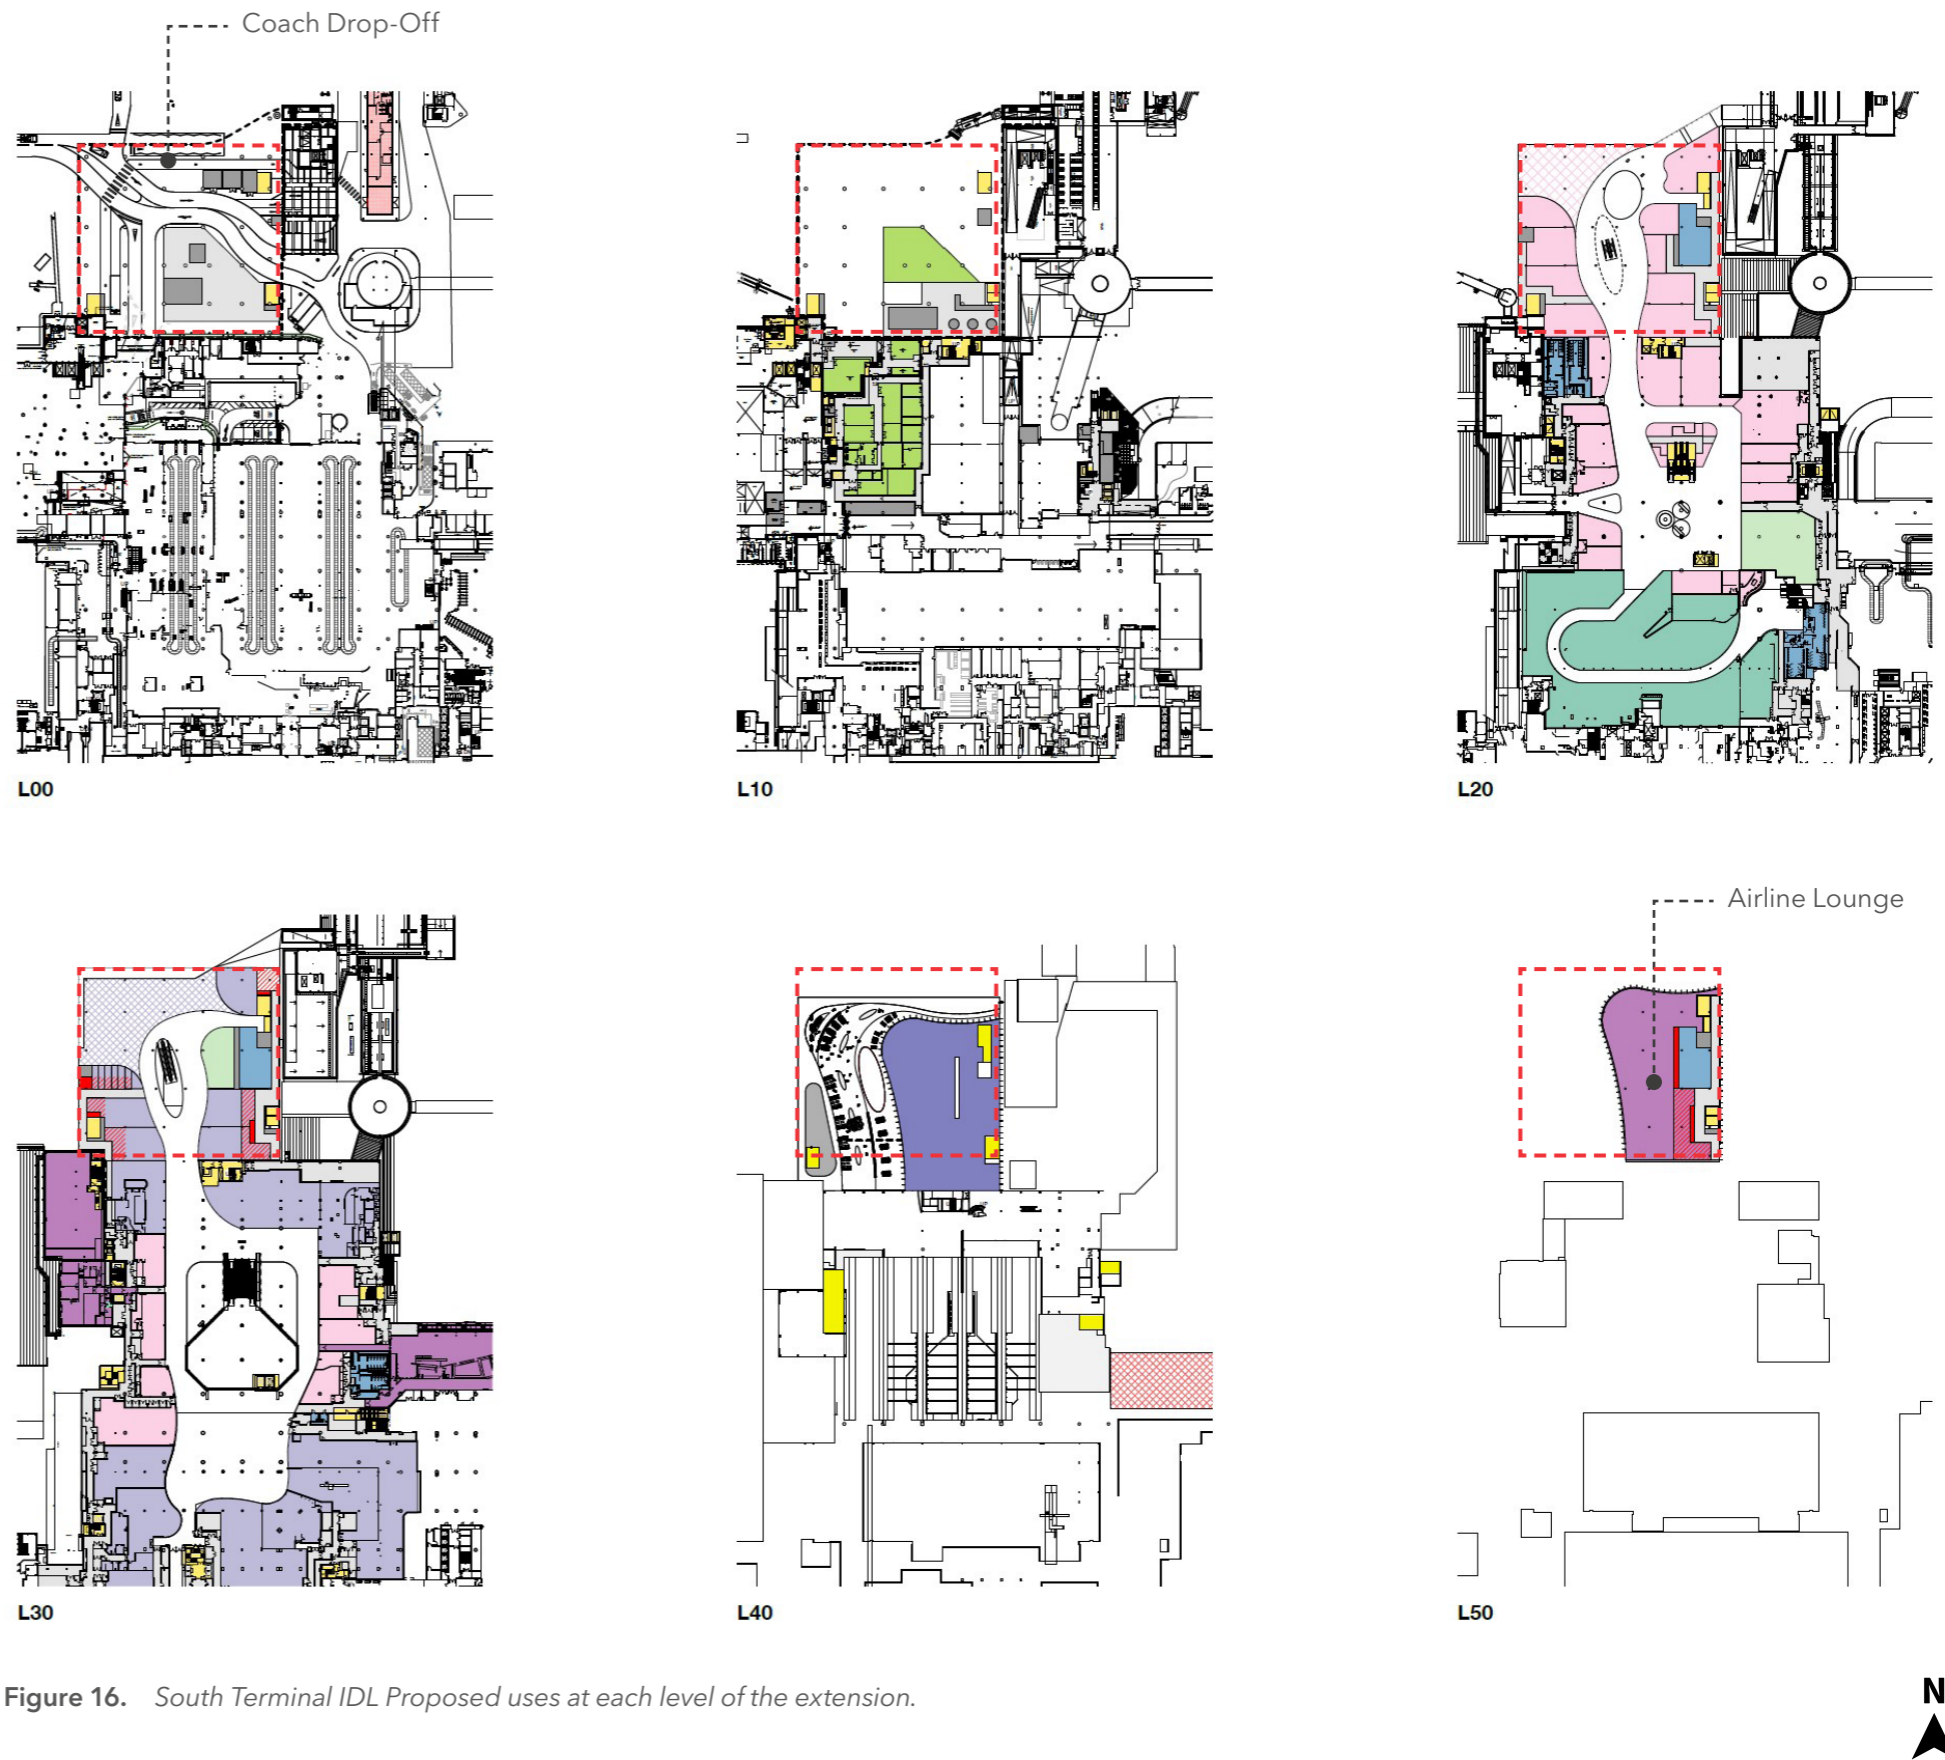 Coach Drop-Off
L00
L10
L20
Airline Lounge
L30
L40
L50
Figure 16. South Terminal IDL Proposed uses at each level of the extension.
N